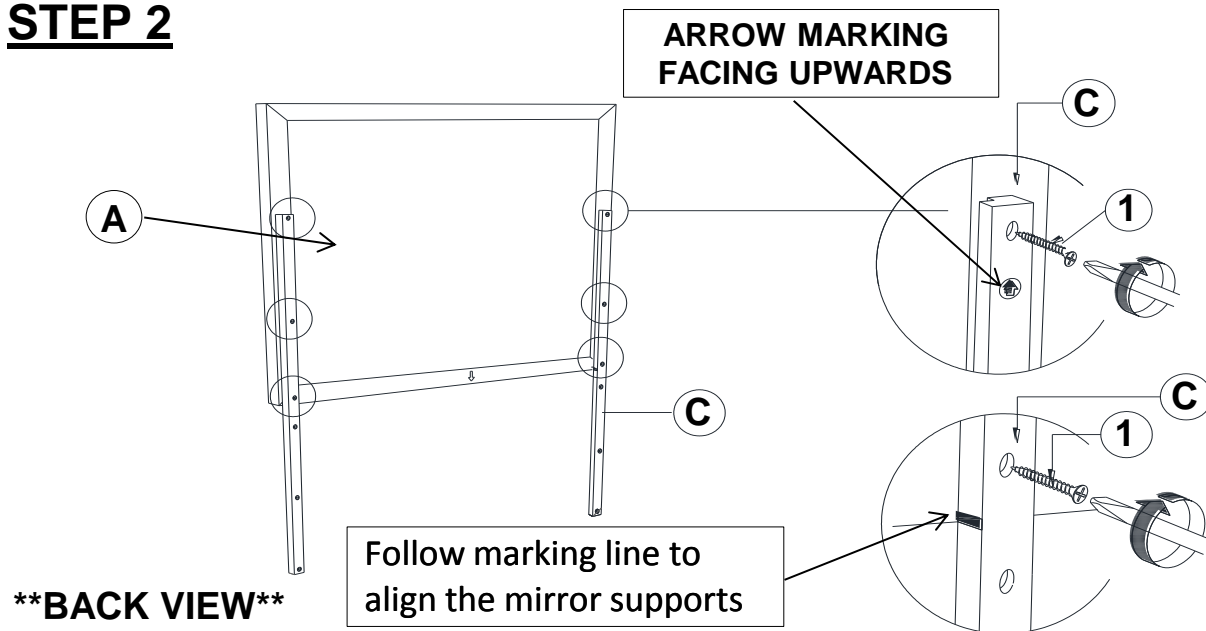 STEP 2
ARROW MARKING
FACING UPWARDS
C
1
A
C
C
1
Follow marking line to
align the mirror supports
**BACK VIEW**